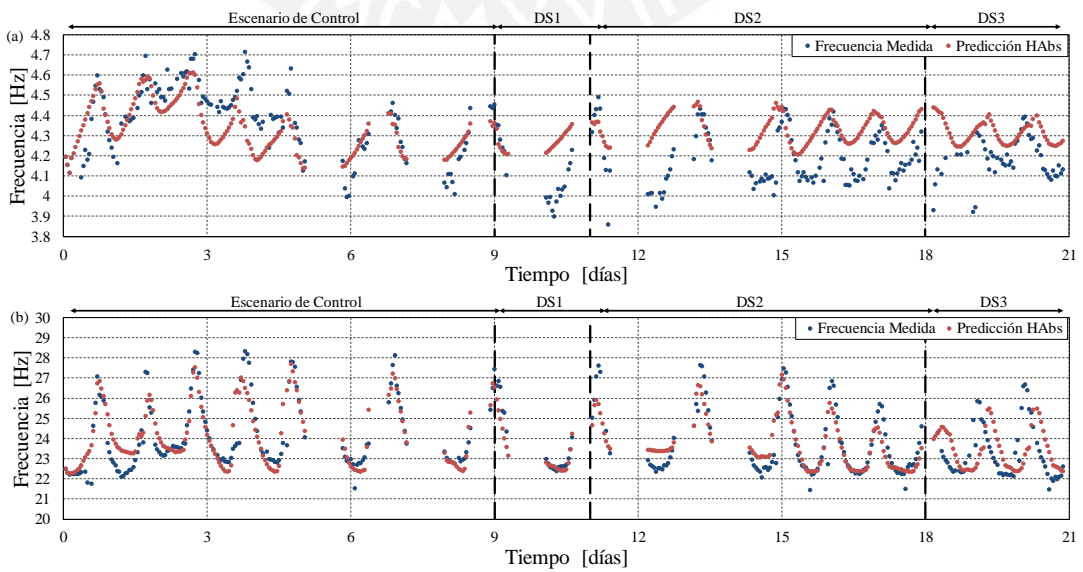 Escenario de Control DS1 DS2 DS3
(a)
Frecuencia Medida Predicción HAbs
4.8
4.7
4.6
4.5
4.4
4.3
4.2
4.1
4
3.9
3.8
Frecuencia [Hz]
0 3 6 9 12 15 18 21
Tiempo [días]
Escenario de Control DS1 DS2 DS3
(b)
Frecuencia Medida Predicción HAbs
30
29
28
27
26
25
24
23
22
21
20
Frecuencia [Hz]
0 3 6 9 12 15 18 21
Tiempo [días]